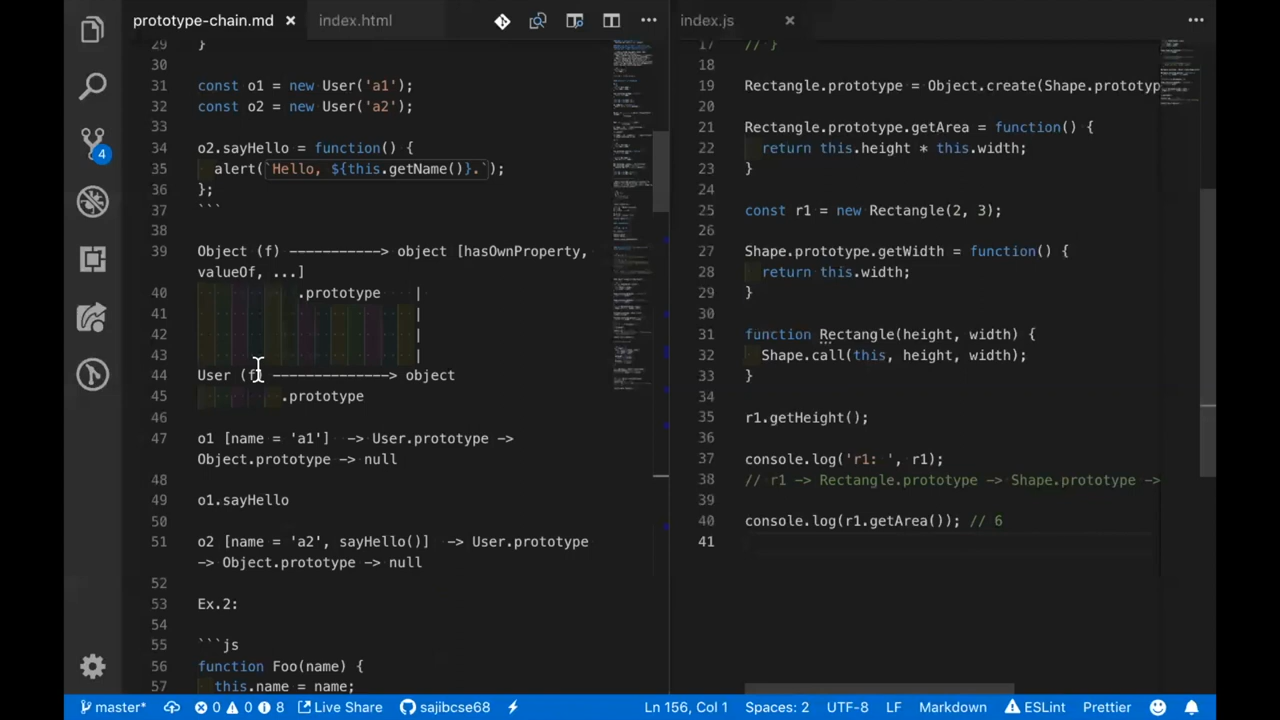 prototype-chain.md
index.html
index.js
29 }
30
31 const o1 = new User('a1');
32 const o2 = new User('a2');
33
34 o2.sayHello = function() {
35 alert(`Hello, ${this.getName()}.`);
36 };
37 ```
38
39 Object (f) -----------> object [hasOwnProperty,
valueOf, ...]
40 .prototype |
41 |
42 |
43 |
44 User (f) --------------> object
45 .prototype
46
47 o1 [name = 'a1'] -> User.prototype ->
Object.prototype -> null
48
49 o1.sayHello
50
51 o2 [name = 'a2', sayHello()] -> User.prototype
-> Object.prototype -> null
52
53 Ex.2:
54
55 ```js
56 function Foo(name) {
57 this.name = name;
17 // }
18
19 Rectangle.prototype = Object.create(Shape.protothyp
20
21 Rectangle.prototype.getArea = function() {
22 return this.height * this.width;
23 }
24
25 const r1 = new Rectangle(2, 3);
26
27 Shape.prototype.getWidth = function() {
28 return this.width;
29 }
30
31 function Rectangle(height, width) {
32 Shape.call(this, height, width);
33 }
34
35 r1.getHeight();
36
37 console.log('r1: ', r1);
38 // r1 -> Rectangle.prototype -> Shape.prototype ->
39
40 console.log(r1.getArea()); // 6
41
4
master* 0 0 8 Live Share sajibcse68 Ln 156, Col 1 Spaces: 2 UTF-8 LF Markdown ESLint Prettier